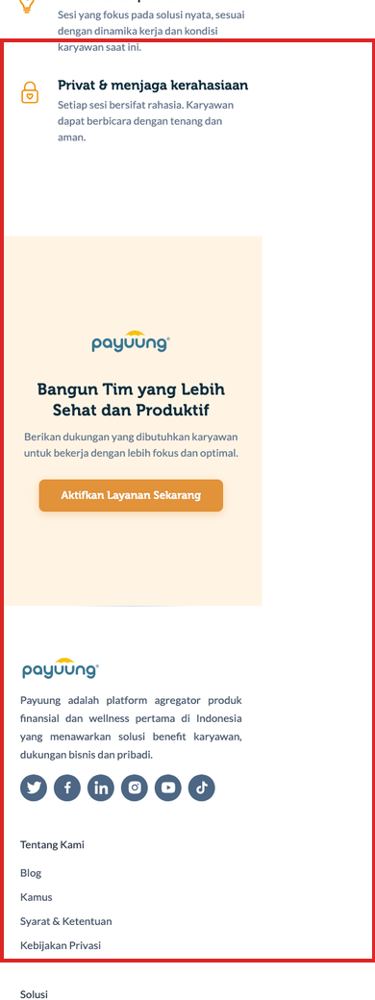 Sesi yang fokus pada solusi nyata, sesuai
dengan dinamika kerja dan kondisi
karyawan saat ini.
Privat & menjaga kerahasiaan
Setiap sesi bersifat rahasia. Karyawan
dapat berbicara dengan tenang dan
aman.
payuung
Bangun Tim yang Lebih
Sehat dan Produktif
Berikan dukungan yang dibutuhkan karyawan
untuk bekerja dengan lebih fokus dan optimal.
Aktifkan Layanan Sekarang
payuung
Payuung adalah platform agregator produk
finansial dan wellness pertama di Indonesia
yang menawarkan solusi benefit karyawan,
dukungan bisnis dan pribadi.
Tentang Kami
Blog
Kamus
Syarat & Ketentuan
Kebijakan Privasi
Solusi